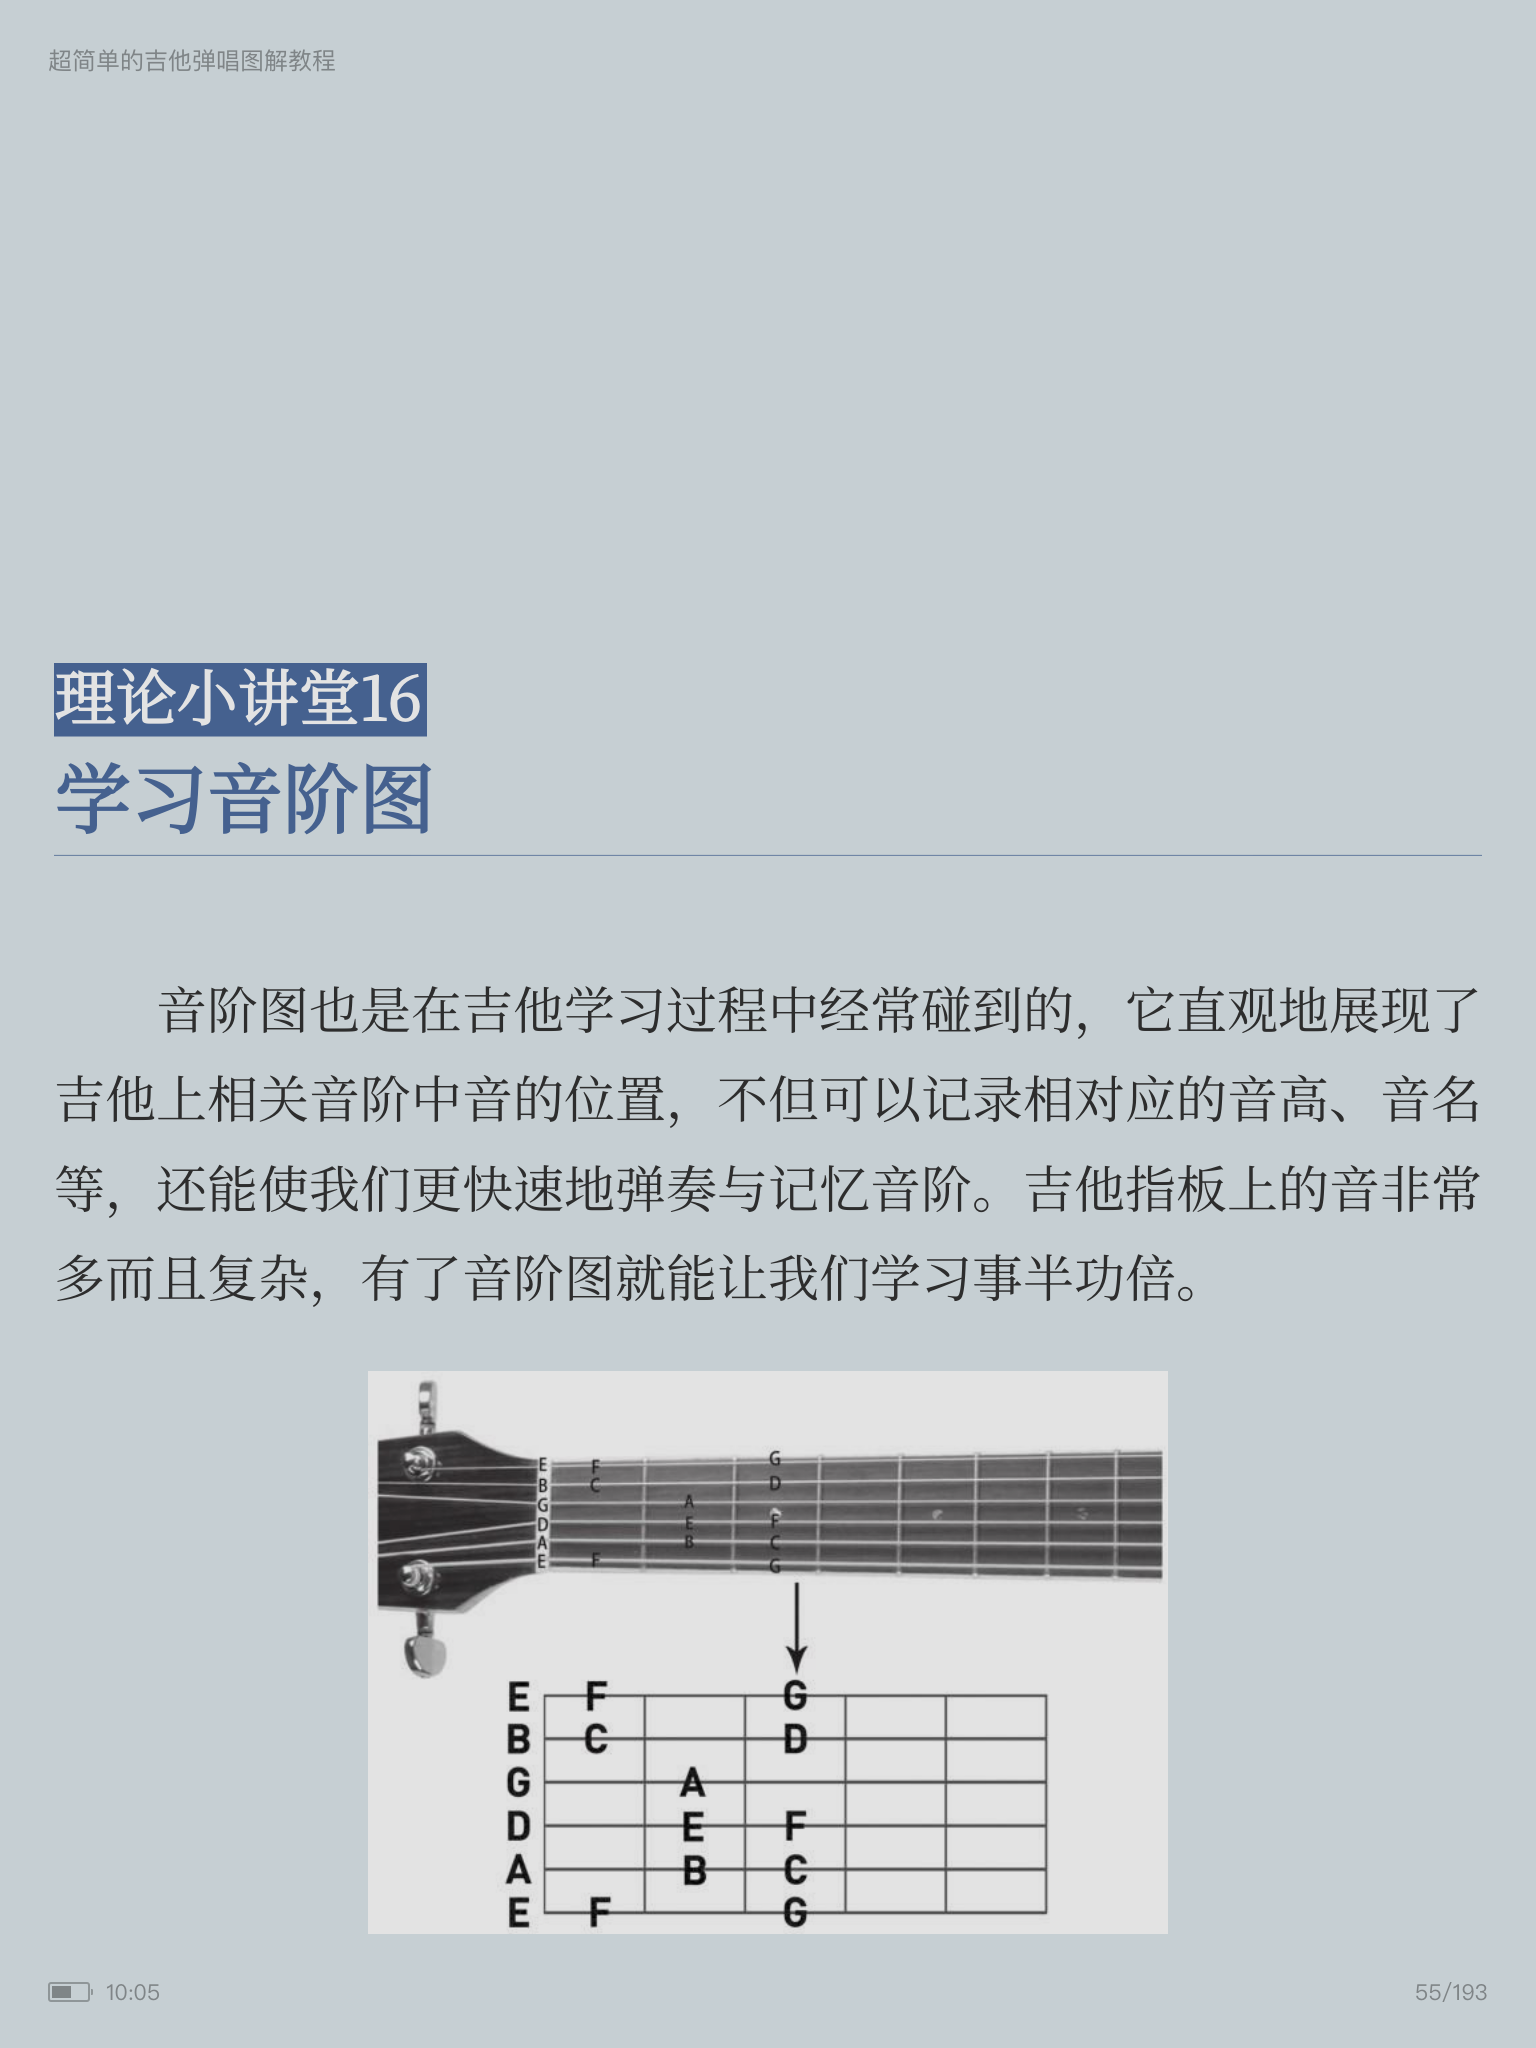 超简单的吉他弹唱图解教程
理论小讲堂16
学习音阶图
音阶图也是在吉他学习过程中经常碰到的，它直观地展现了
吉他上相关音阶中音的位置，不但可以记录相对应的音高、音名
等，还能使我们更快速地弹奏与记忆音阶。吉他指板上的音非常
多而且复杂，有了音阶图就能让我们学习事半功倍。
E F G
B C D
G A
D E F
A B C
E F G
E F G
B C D
G A
D E F
A B C
E F G
10:05
55/193